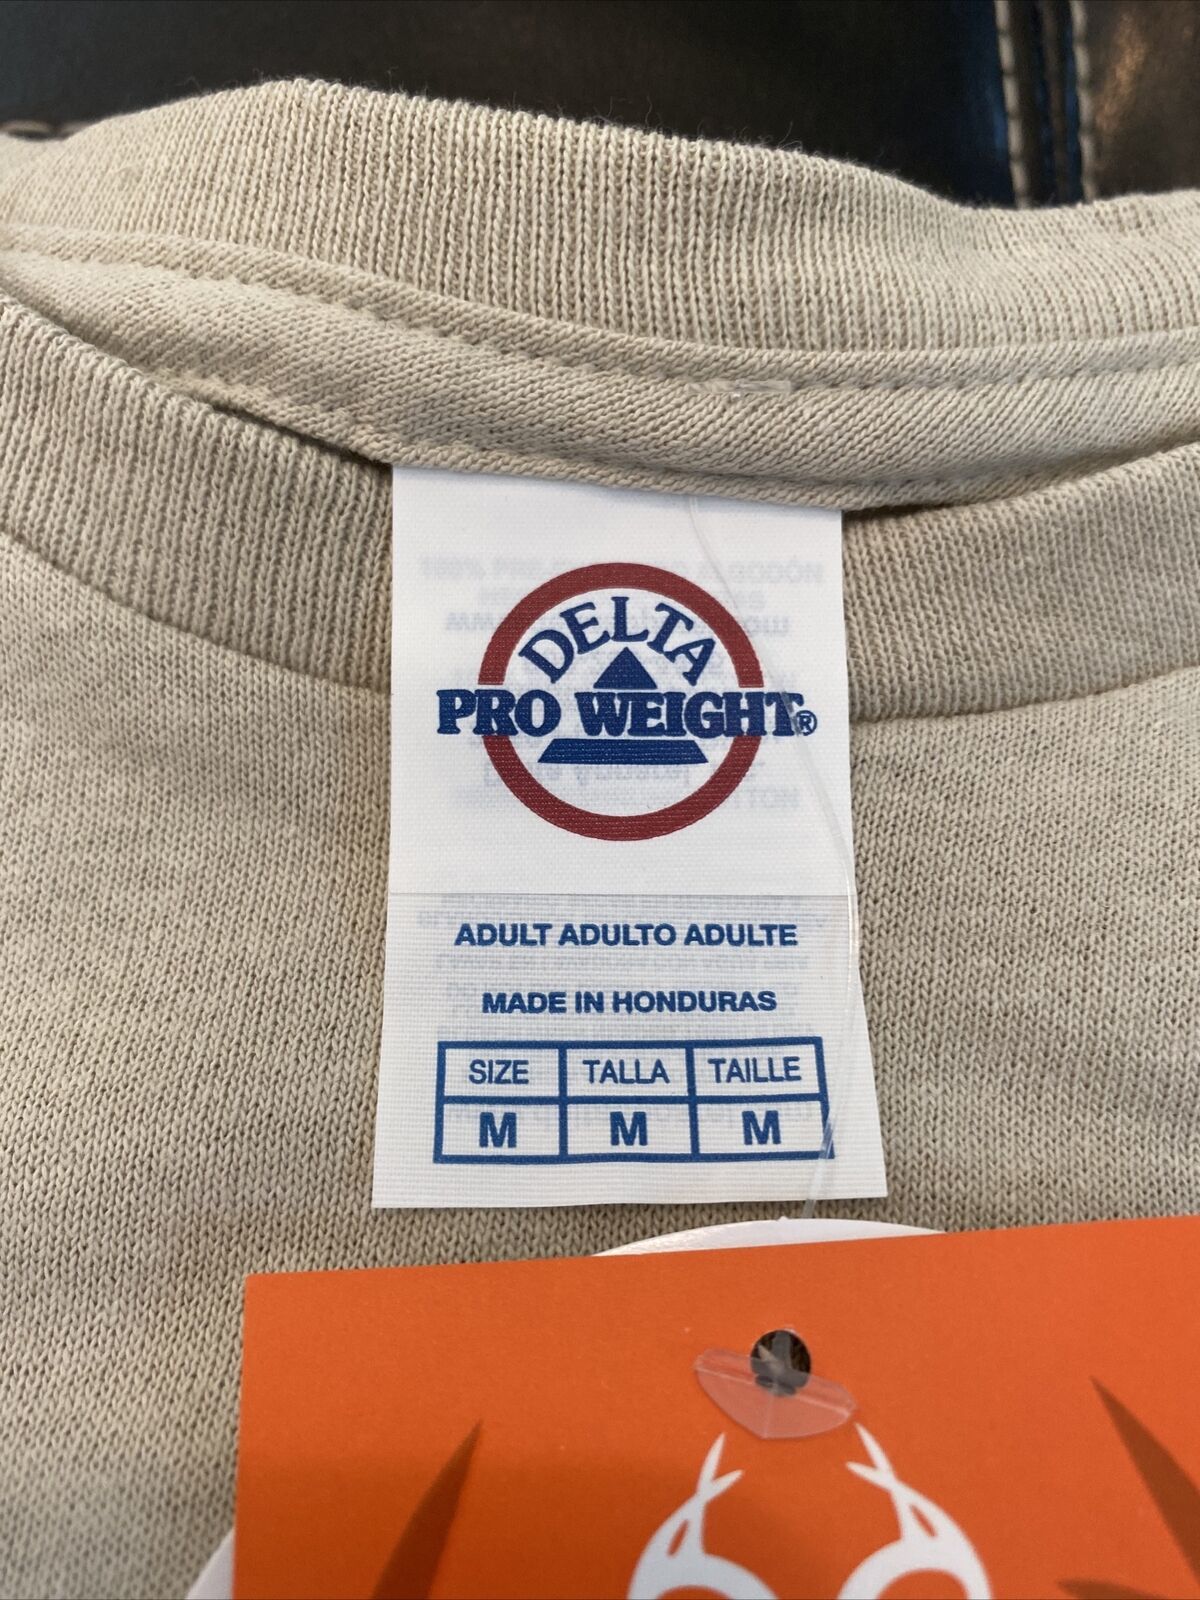 DELTA
PRO WEIGHT®
ADULT ADULTO ADULTE
MADE IN HONDURAS
SIZE TALLA TAILLE
M M M